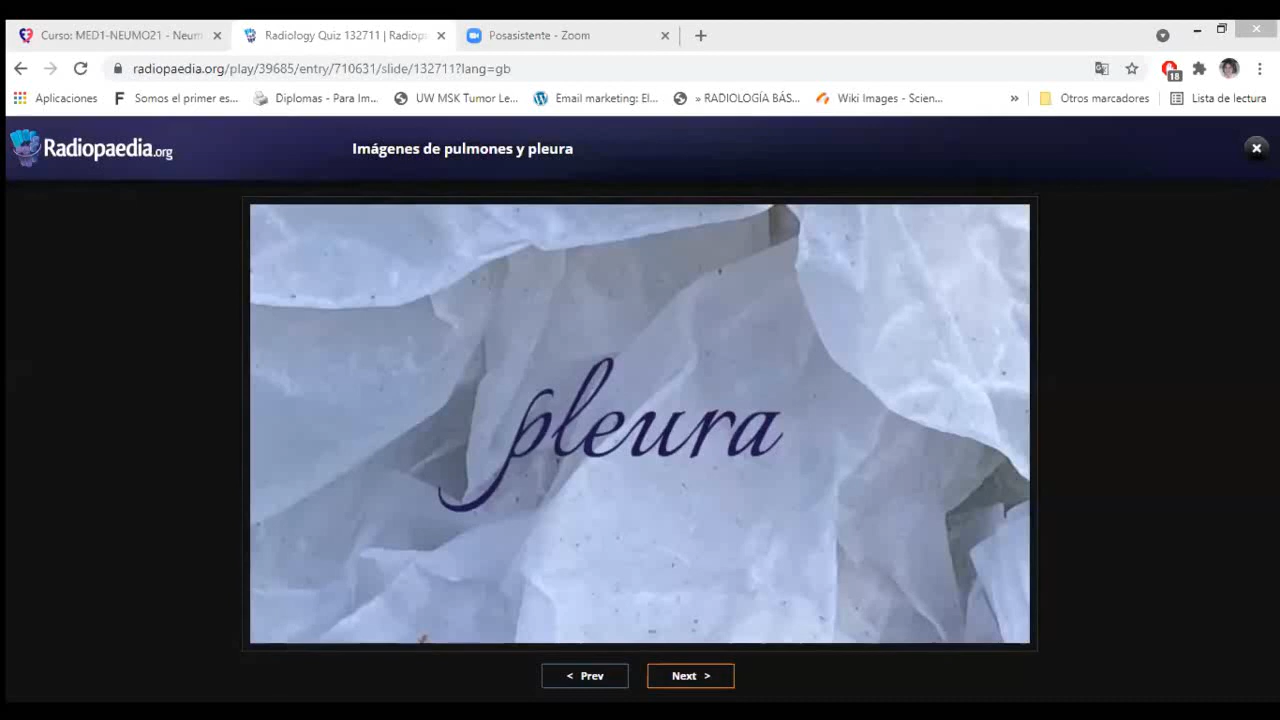 Curso: MED1-NEUMO21 - Neum
Radiology Quiz 132711 | Radiopa
Posasistente - Zoom
radiopaedia.org/play/39685/entry/710631/slide/132711?lang=gb
18
Aplicaciones
Somos el primer es...
Diplomas - Para Im...
UW MSK Tumor Le...
Email marketing: El...
» RADIOLOGÍA BÁS...
Wiki Images - Scien...
»
Otros marcadores
Lista de lectura
Radiopaedia.org
Imágenes de pulmones y pleura
pleura
< Prev
Next >